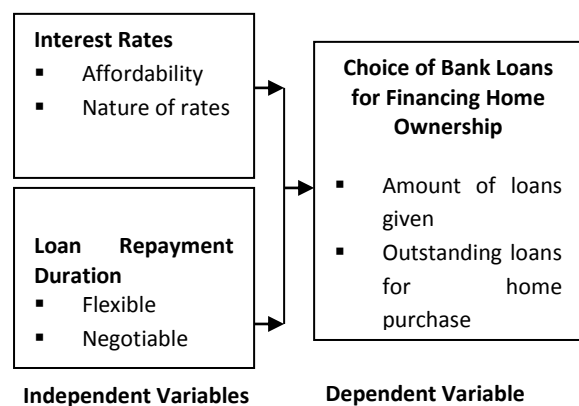 Interest Rates
▪ Affordability
▪ Nature of rates
Loan Repayment
Duration
▪ Flexible
▪ Negotiable
Independent Variables
Choice of Bank Loans
for Financing Home
Ownership
▪ Amount of loans
given
▪ Outstanding loans
for home
purchase
Dependent Variable